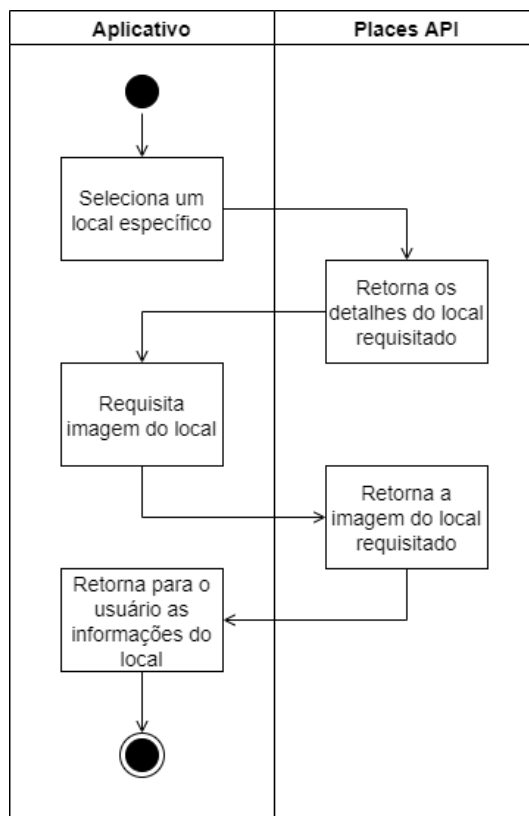 Aplicativo
Places API
Seleciona um
local específico
Retorna os
detalhes do local
requisitado
Requisita
imagem do local
Retorna a
imagem do local
requisitado
Retorna para o
usuário as
informações do
local